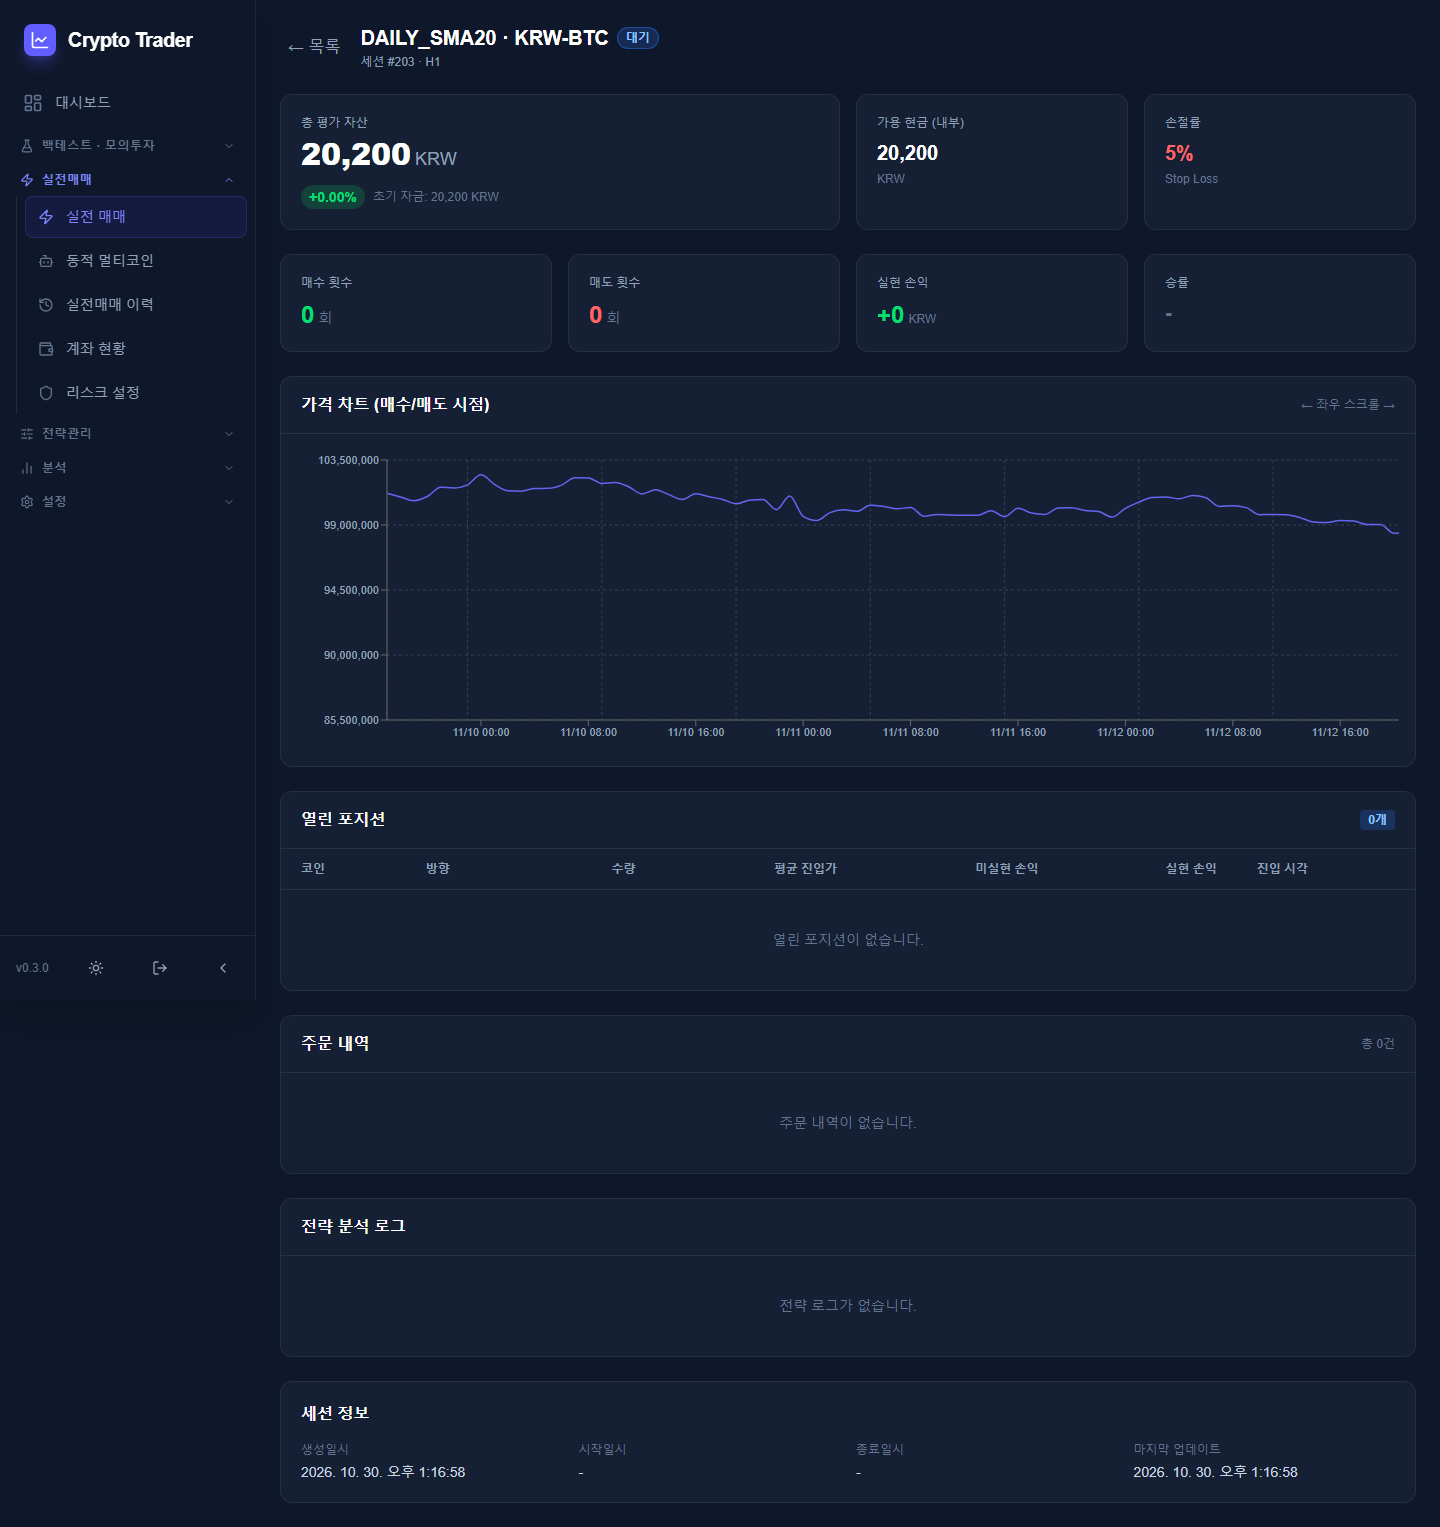 Crypto Trader
대시보드
백테스트 · 모의투자
실전매매
실전 매매
동적 멀티코인
실전매매 이력
계좌 현황
리스크 설정
전략관리
분석
설정
v0.3.0
← 목록
DAILY_SMA20 · KRW-BTC 대기
세션 #203 · H1
총 평가 자산
20,200 KRW
+0.00% 초기 자금: 20,200 KRW
가용 현금 (내부)
20,200
KRW
손절률
5%
Stop Loss
매수 횟수
0 회
매도 횟수
0 회
실현 손익
+0 KRW
승률
-
가격 차트 (매수/매도 시점)
← 좌우 스크롤 →
103,500,000
99,000,000
94,500,000
90,000,000
85,500,000
11/10 00:00 11/10 08:00 11/10 16:00 11/11 00:00 11/11 08:00 11/11 16:00 11/12 00:00 11/12 08:00 11/12 16:00
열린 포지션
0개
코인 방향 수량 평균 진입가 미실현 손익 실현 손익 진입 시각
열린 포지션이 없습니다.
주문 내역
총 0건
주문 내역이 없습니다.
전략 분석 로그
전략 로그가 없습니다.
세션 정보
생성일시 시작일시 종료일시 마지막 업데이트
2026. 10. 30. 오후 1:16:58 - - 2026. 10. 30. 오후 1:16:58